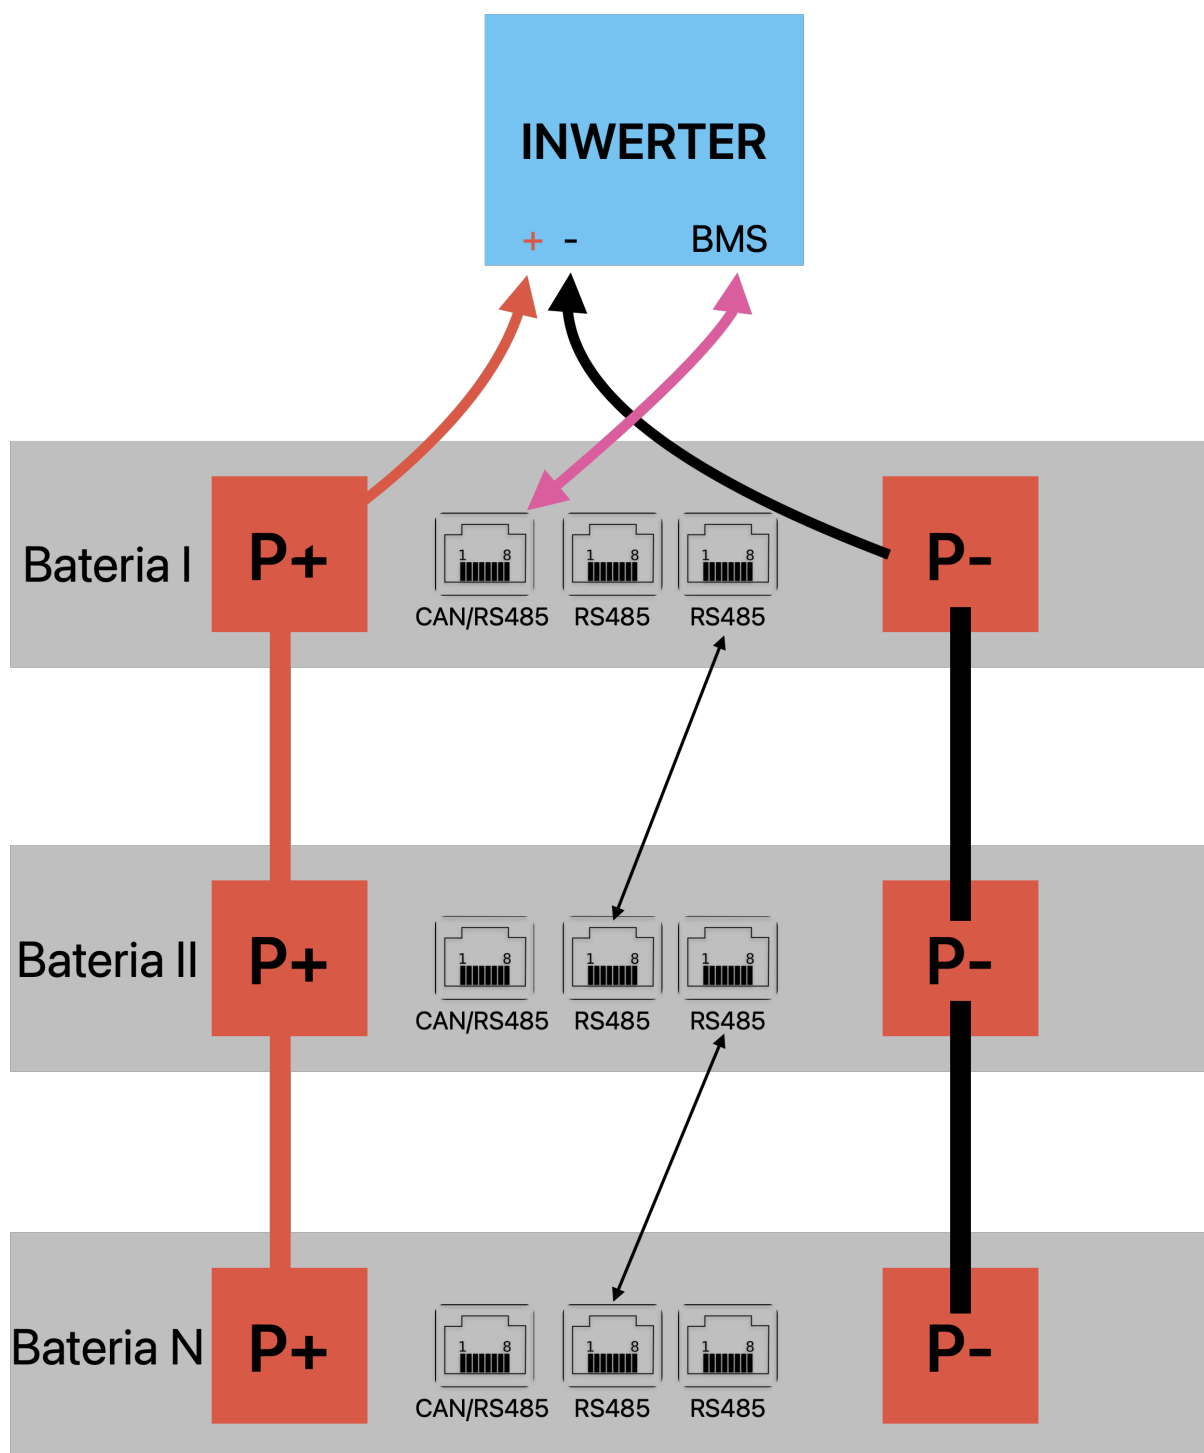 INWERTER
+ - BMS
Bateria I
P+
1 8
1 8
1 8
P-
CAN/RS485 RS485 RS485
Bateria II
P+
1 8
1 8
1 8
P-
CAN/RS485 RS485 RS485
Bateria N
P+
1 8
1 8
1 8
P-
CAN/RS485 RS485 RS485